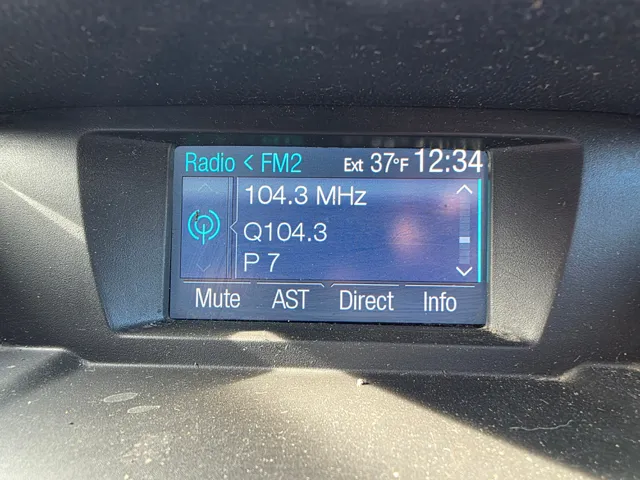 Radio < FM2 Ext 37°F 12:34
104.3 MHz
Q104.3
P 7
Mute AST Direct Info